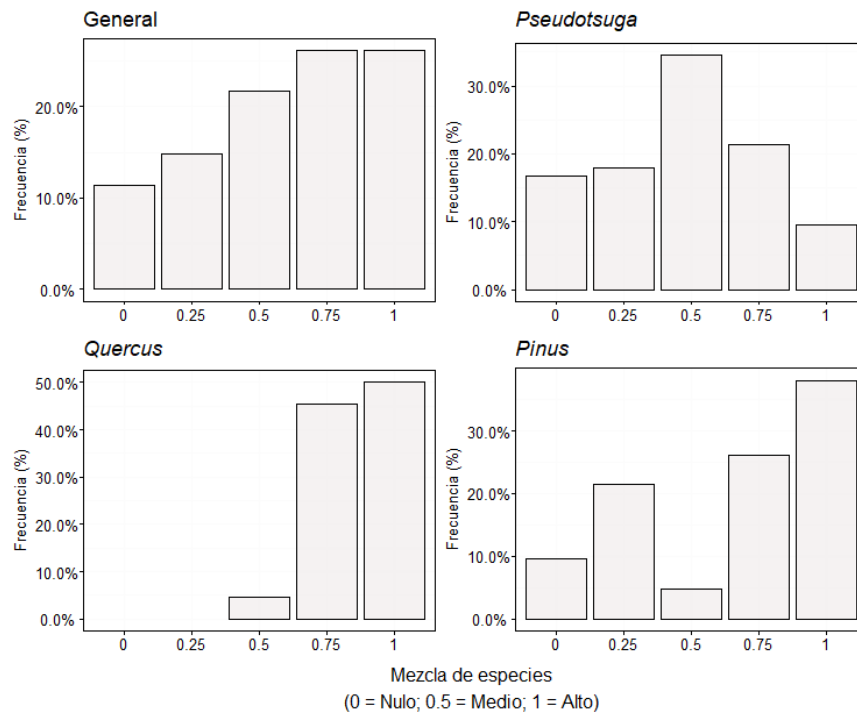 General
Frecuencia (%)
20.0%
10.0%
0.0%
0 0.25 0.5 0.75 1
Pseudotsuga
Frecuencia (%)
30.0%
20.0%
10.0%
0.0%
0 0.25 0.5 0.75 1
Quercus
Frecuencia (%)
50.0%
40.0%
30.0%
20.0%
10.0%
0.0%
0 0.25 0.5 0.75 1
Pinus
Frecuencia (%)
30.0%
20.0%
10.0%
0.0%
0 0.25 0.5 0.75 1
Mezcla de especies
(0 = Nulo; 0.5 = Medio; 1 = Alto)